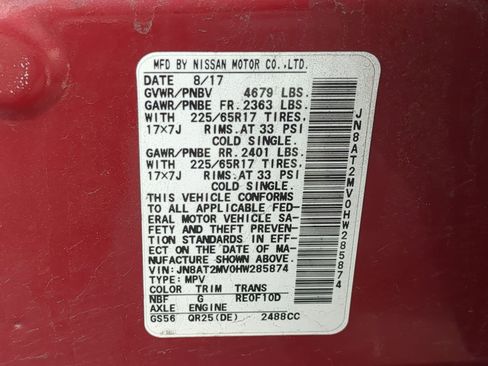 MFD BY NISSAN MOTOR CO.,LTD.
DATE 8/17
GVWR/PNBV 4679 LBS.
GAWR/PNBE FR. 2363 LBS.
WITH 225/65R17 TIRES,
17×7J RIMS.AT 33 PSI
COLD SINGLE.
GAWR/PNBE RR. 2401 LBS.
WITH 225/65R17 TIRES,
17×7J RIMS.AT 33 PSI
COLD SINGLE.
THIS VEHICLE CONFORMS
TO ALL APPLICABLE FED-
ERAL MOTOR VEHICLE SA-
FETY AND THEFT PREVEN-
TION STANDARDS IN EFF-
ECT ON THE DATE OF MA-
NUFACTURE SHOWN ABOVE.
VIN: JN8AT2MV0HW285874
TYPE: MPV
COLOR TRIM TRANS
NBF G RE0F10D
AXLE ENGINE
GS56 QR25(DE) 2488CC
JN8AT2MV0HW285874